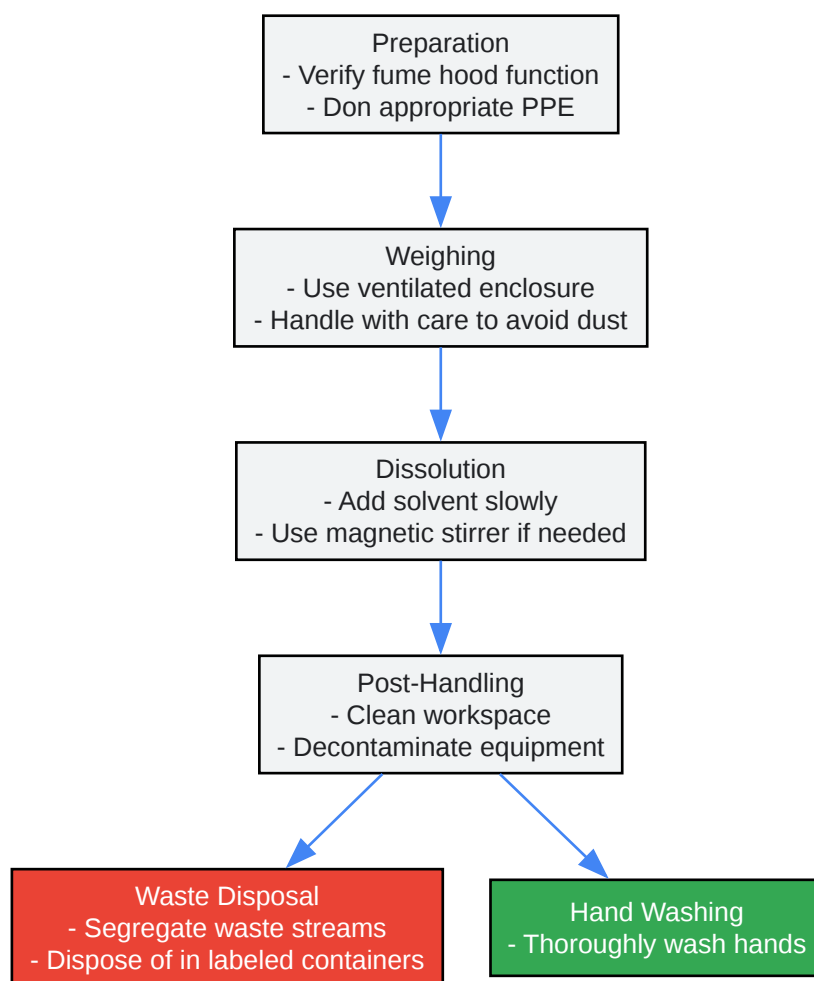 Preparation
- Verify fume hood function
- Don appropriate PPE
Weighing
- Use ventilated enclosure
- Handle with care to avoid dust
Dissolution
- Add solvent slowly
- Use magnetic stirrer if needed
Post-Handling
- Clean workspace
- Decontaminate equipment
Waste Disposal
- Segregate waste streams
- Dispose of in labeled containers
Hand Washing
- Thoroughly wash hands